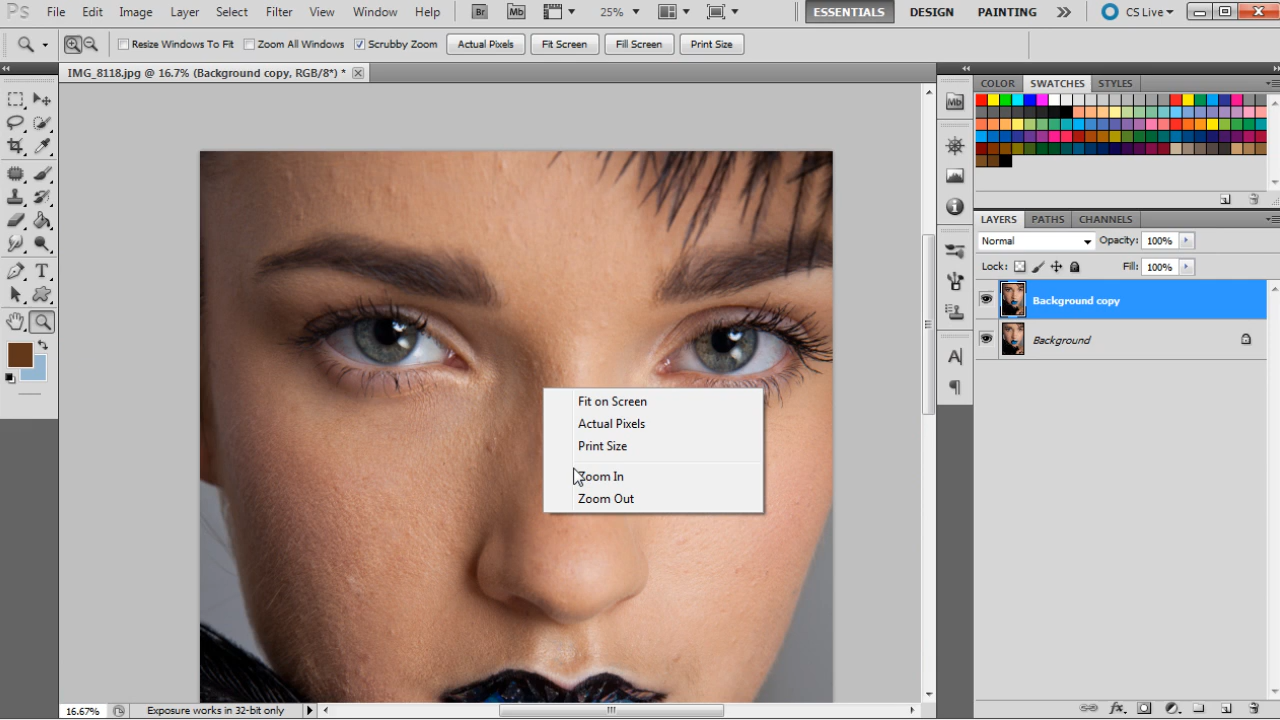 Ps File Edit Image Layer Select Filter View Window Help Br Mb 25% ESSENTIALS DESIGN PAINTING CS Live
Resize Windows To Fit Zoom All Windows Scrubby Zoom Actual Pixels Fit Screen Fill Screen Print Size
IMG_8118.jpg @ 16.7% (Background copy, RGB/8*) *
COLOR SWATCHES STYLES
Mb
LAYERS PATHS CHANNELS
Normal Opacity: 100%
Lock: Fill: 100%
Background copy
Background
Fit on Screen
Actual Pixels
Print Size
Zoom In
Zoom Out
16.67% Exposure works in 32-bit only